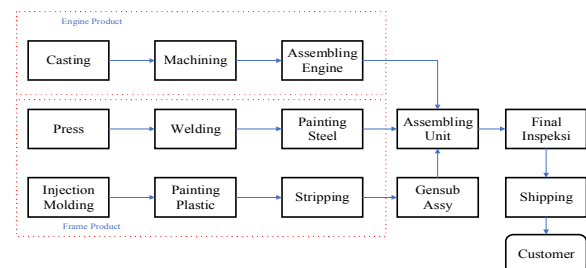 Engine Product
Casting
Machining
Assembling
Engine
Press
Welding
Painting
Steel
Assembling
Unit
Final
Inspeksi
Injection
Molding
Painting
Plastic
Stripping
Gensub
Assy
Shipping
Frame Product
Customer